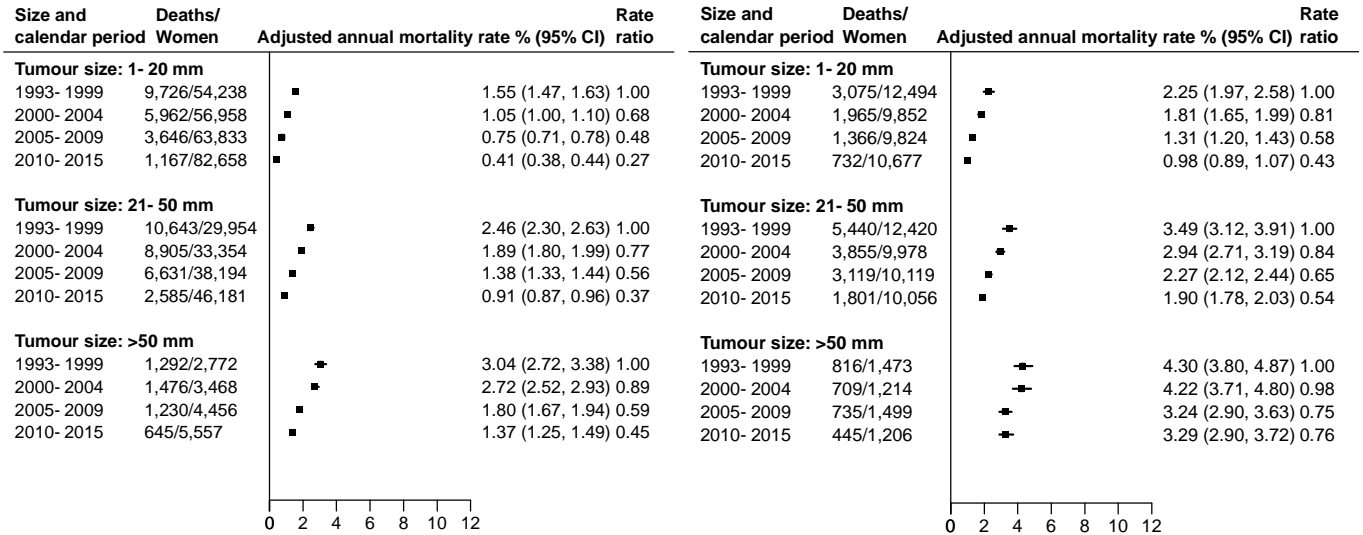 Size and Deaths/ Rate
calendar period Women Adjusted annual mortality rate % (95% CI) ratio
Tumour size: 1- 20 mm
1993- 1999 9,726/54,238 1.55 (1.47, 1.63) 1.00
2000- 2004 5,962/56,958 1.05 (1.00, 1.10) 0.68
2005- 2009 3,646/63,833 0.75 (0.71, 0.78) 0.48
2010- 2015 1,167/82,658 0.41 (0.38, 0.44) 0.27
Tumour size: 21- 50 mm
1993- 1999 10,643/29,954 2.46 (2.30, 2.63) 1.00
2000- 2004 8,905/33,354 1.89 (1.80, 1.99) 0.77
2005- 2009 6,631/38,194 1.38 (1.33, 1.44) 0.56
2010- 2015 2,585/46,181 0.91 (0.87, 0.96) 0.37
Tumour size: >50 mm
1993- 1999 1,292/2,772 3.04 (2.72, 3.38) 1.00
2000- 2004 1,476/3,468 2.72 (2.52, 2.93) 0.89
2005- 2009 1,230/4,456 1.80 (1.67, 1.94) 0.59
2010- 2015 645/5,557 1.37 (1.25, 1.49) 0.45
0 2 4 6 8 10 12
Size and Deaths/ Rate
calendar period Women Adjusted annual mortality rate % (95% CI) ratio
Tumour size: 1- 20 mm
1993- 1999 3,075/12,494 2.25 (1.97, 2.58) 1.00
2000- 2004 1,965/9,852 1.81 (1.65, 1.99) 0.81
2005- 2009 1,366/9,824 1.31 (1.20, 1.43) 0.58
2010- 2015 732/10,677 0.98 (0.89, 1.07) 0.43
Tumour size: 21- 50 mm
1993- 1999 5,440/12,420 3.49 (3.12, 3.91) 1.00
2000- 2004 3,855/9,978 2.94 (2.71, 3.19) 0.84
2005- 2009 3,119/10,119 2.27 (2.12, 2.44) 0.65
2010- 2015 1,801/10,056 1.90 (1.78, 2.03) 0.54
Tumour size: >50 mm
1993- 1999 816/1,473 4.30 (3.80, 4.87) 1.00
2000- 2004 709/1,214 4.22 (3.71, 4.80) 0.98
2005- 2009 735/1,499 3.24 (2.90, 3.63) 0.75
2010- 2015 445/1,206 3.29 (2.90, 3.72) 0.76
0 2 4 6 8 10 12